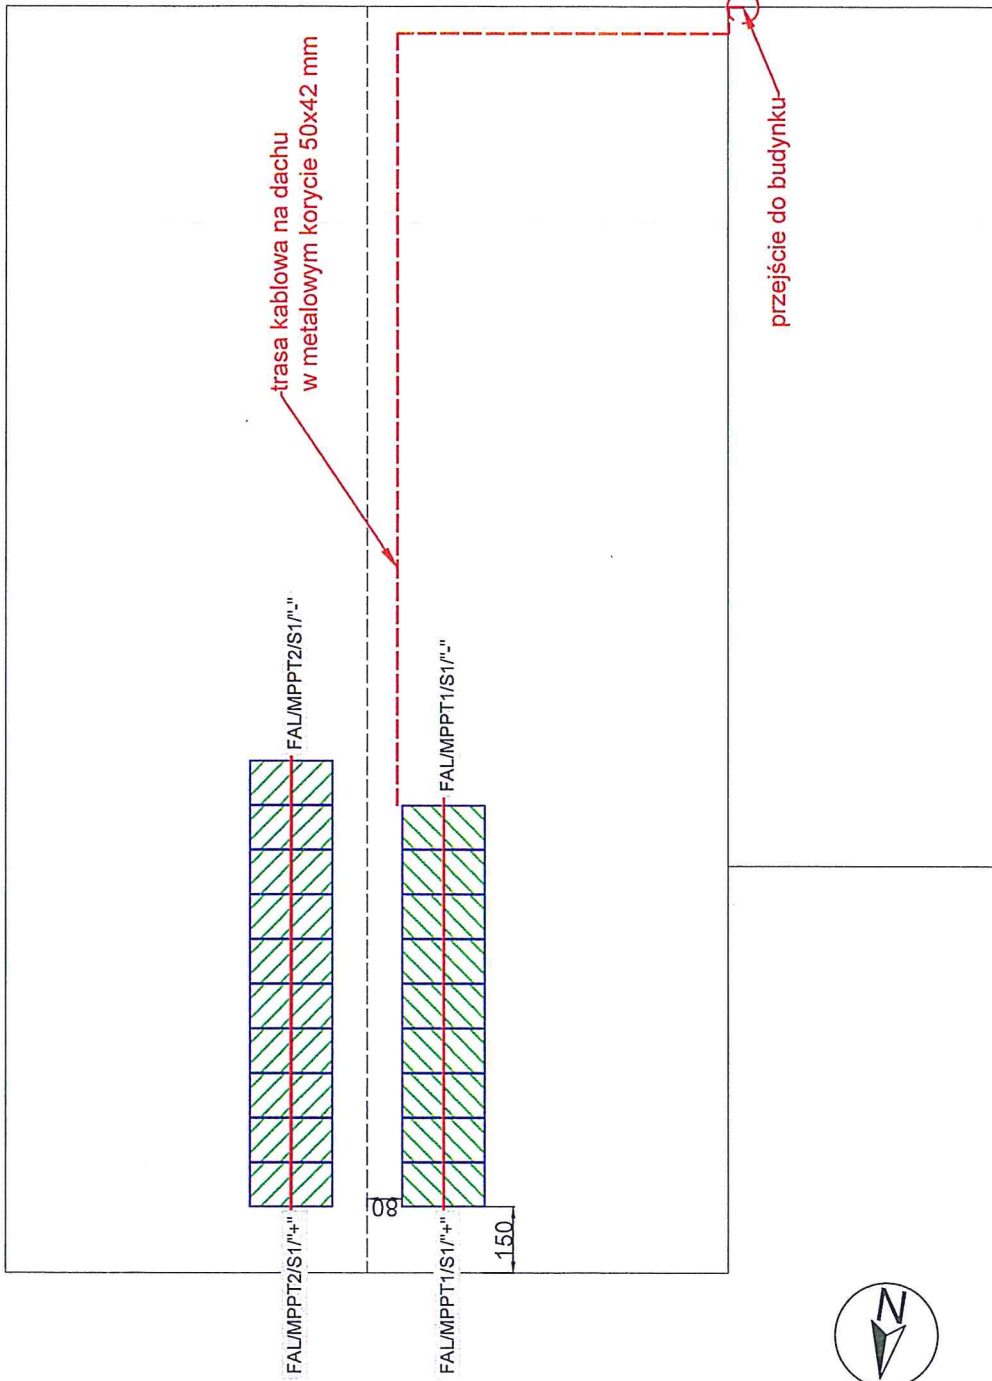 trasa kablowa na dachu
w metalowym korycie 50x42 mm
przejście do budynku
FAL/MPPT2/S1/"-"
FAL/MPPT1/S1/"-"
FAL/MPPT2/S1/"+"
FAL/MPPT1/S1/"+"
80
150
N